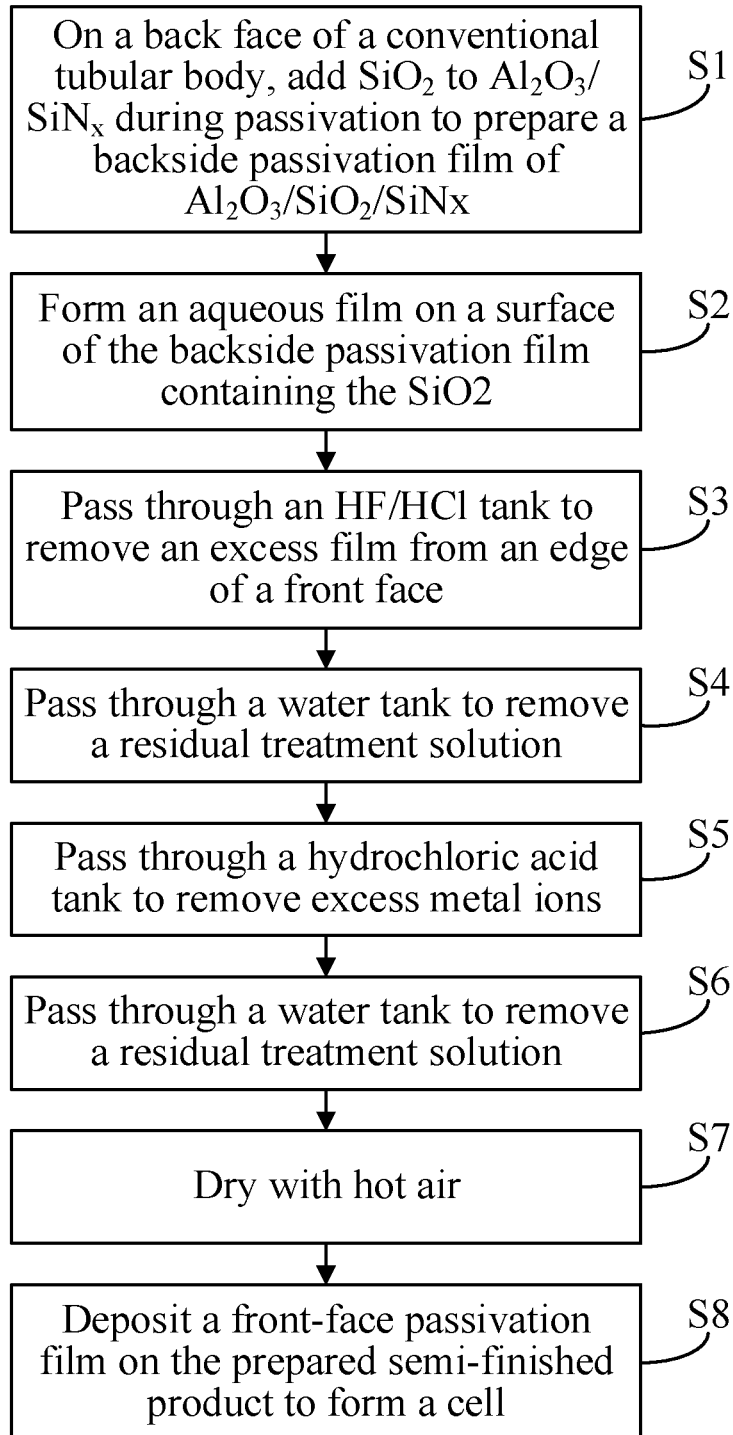 On a back face of a conventional
tubular body, add SiO₂ to Al₂O₃/
SiNₓ during passivation to prepare a
backside passivation film of
Al₂O₃/SiO₂/SiNx
S1
Form an aqueous film on a surface
of the backside passivation film
containing the SiO2
S2
Pass through an HF/HCl tank to
remove an excess film from an edge
of a front face
S3
Pass through a water tank to remove
a residual treatment solution
S4
Pass through a hydrochloric acid
tank to remove excess metal ions
S5
Pass through a water tank to remove
a residual treatment solution
S6
Dry with hot air
S7
Deposit a front-face passivation
film on the prepared semi-finished
product to form a cell
S8